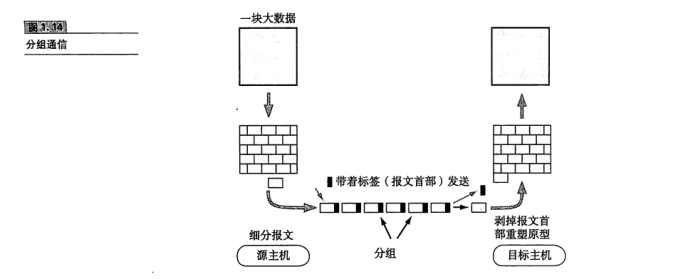 图1.14
分组通信
一块大数据
带着标签（报文首部）发送
细分报文
源主机
分组
剥掉报文首
部重塑原型
目标主机